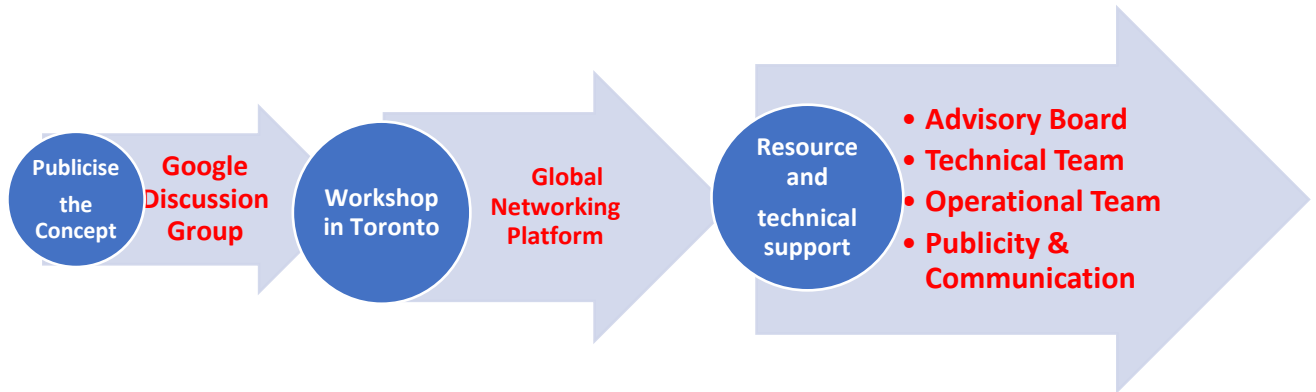 Publicise
the
Concept
Google
Discussion
Group
Workshop
in Toronto
Global
Networking
Platform
Resource
and
technical
support
• Advisory Board
• Technical Team
• Operational Team
• Publicity &
Communication